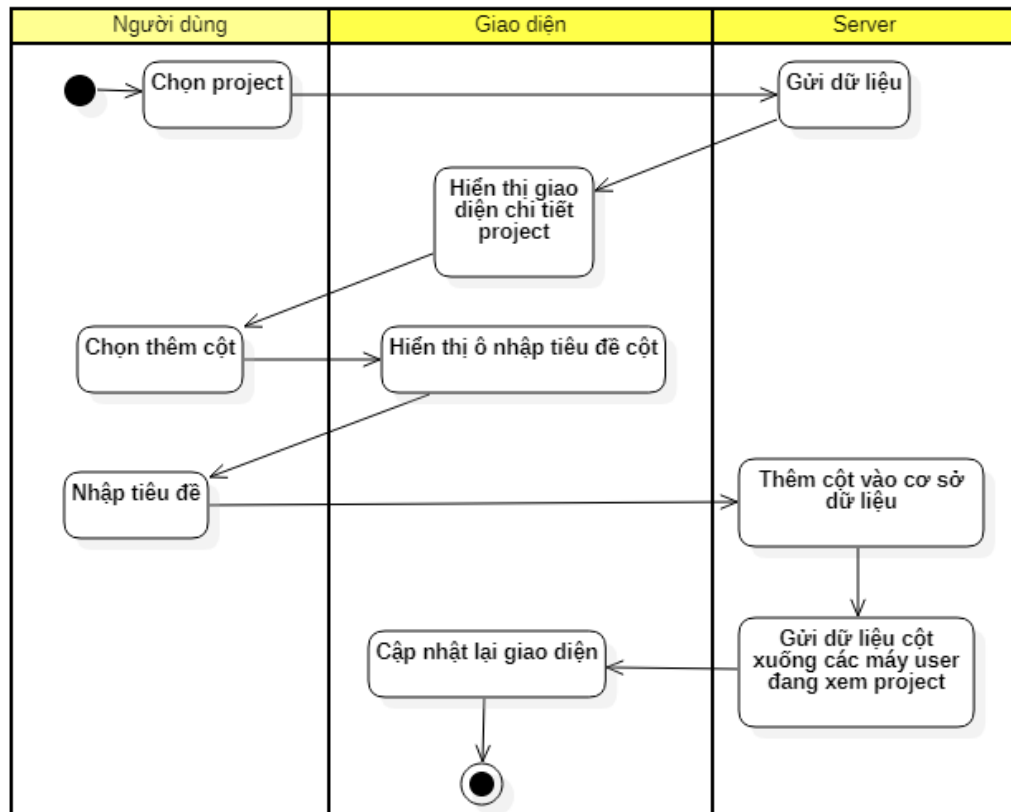 Người dùng
Giao diện
Server
Chọn project
Gửi dữ liệu
Hiển thị giao
diện chi tiết
project
Chọn thêm cột
Hiển thị ô nhập tiêu đề cột
Nhập tiêu đề
Thêm cột vào cơ sở
dữ liệu
Cập nhật lại giao diện
Gửi dữ liệu cột
xuống các máy user
đang xem project